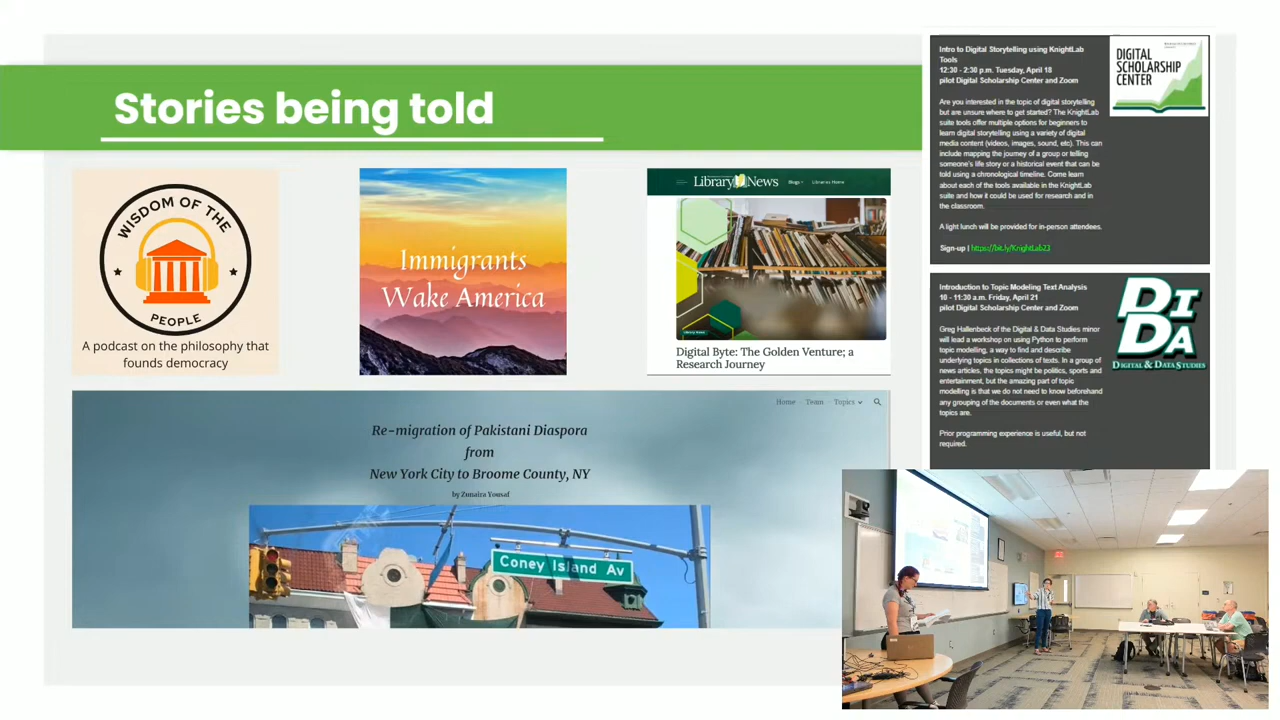 Stories being told
WISDOM OF THE
PEOPLE
A podcast on the philosophy that
founds democracy
Immigrants
Wake America
Library News
Blogs
Libraries Home
Digital Byte: The Golden Venture; a
Research Journey
Home
Team
Topics
Re-migration of Pakistani Diaspora
from
New York City to Broome County, NY
by Zunaira Yousaf
Coney Island Av
Intro to Digital Storytelling using KnightLab
Tools
12:30 - 2:30 p.m. Tuesday, April 18
pilot Digital Scholarship Center and Zoom
Are you interested in the topic of digital storytelling
but are unsure where to get started? The KnightLab
suite tools offer multiple options for beginners to
learn digital storytelling using a variety of digital
media content (videos, images, sound, etc). This can
include mapping the journey of a group or telling
someone's life story or a historical event that can be
told using a chronological timeline. Come learn
about each of the tools available in the KnightLab
suite and how it could be used for research and in
the classroom.
A light lunch will be provided for in-person attendees.
Sign-up | https://bit.ly/KnightLab23
DIGITAL
SCHOLARSHIP
CENTER
Introduction to Topic Modeling Text Analysis
10 - 11:30 a.m. Friday, April 21
pilot Digital Scholarship Center and Zoom
Greg Hallenbeck of the Digital & Data Studies minor
will lead a workshop on using Python to perform
topic modelling, a way to find and describe
underlying topics in collections of texts. In a group of
news articles, the topics might be politics, sports and
entertainment, but the amazing part of topic
modeling is that we do not need to know beforehand
any grouping of the documents or even what the
topics are.
Prior programming experience is useful, but not
required.
DIDA
DIGITAL & DATA STUDIES